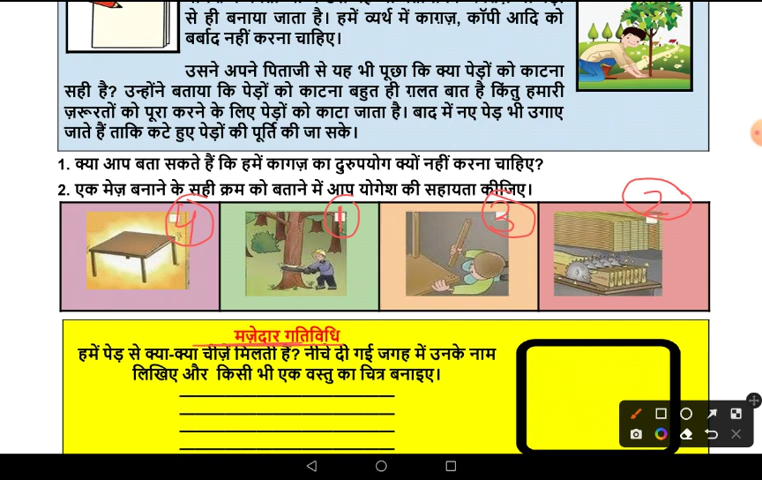 से ही बनाया जाता है। हमें व्यर्थ में काग़ज़, कॉपी आदि को
बर्बाद नहीं करना चाहिए।
उसने अपने पिताजी से यह भी पूछा कि क्या पेड़ों को काटना
सही है? उन्होंने बताया कि पेड़ों को काटना बहुत ही ग़लत बात है किंतु हमारी
ज़रूरतों को पूरा करने के लिए पेड़ों को काटा जाता है। बाद में नए पेड़ भी उगाए
जाते हैं ताकि कटे हुए पेड़ों की पूर्ति की जा सके।
1. क्या आप बता सकते हैं कि हमें कागज़ का दुरुपयोग क्यों नहीं करना चाहिए?
2. एक मेज़ बनाने के सही क्रम को बताने में आप योगेश की सहायता कीजिए।
4 1 3 2
मज़ेदार गतिविधि
हमें पेड़ से क्या-क्या चीज़ें मिलती हैं? नीचे दी गई जगह में उनके नाम
लिखिए और किसी भी एक वस्तु का चित्र बनाइए।